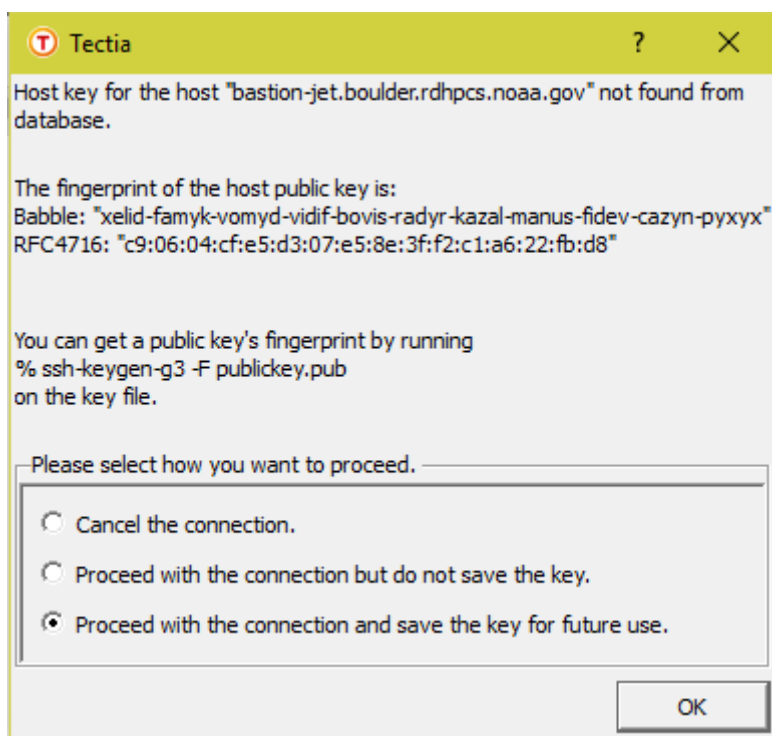 Tectia
?
Host key for the host "bastion-jet.boulder.rdhpcs.noaa.gov" not found from
database.
The fingerprint of the host public key is:
Babble: "xelid-famyk-vomyd-vidif-bovis-radyr-kazal-manus-fidev-cazyn-pyxyx"
RFC4716: "c9:06:04:cf:e5:d3:07:e5:8e:3f:f2:c1:a6:22:fb:d8"
You can get a public key's fingerprint by running
% ssh-keygen-g3 -F publickey.pub
on the key file.
Please select how you want to proceed.
Cancel the connection.
Proceed with the connection but do not save the key.
Proceed with the connection and save the key for future use.
OK